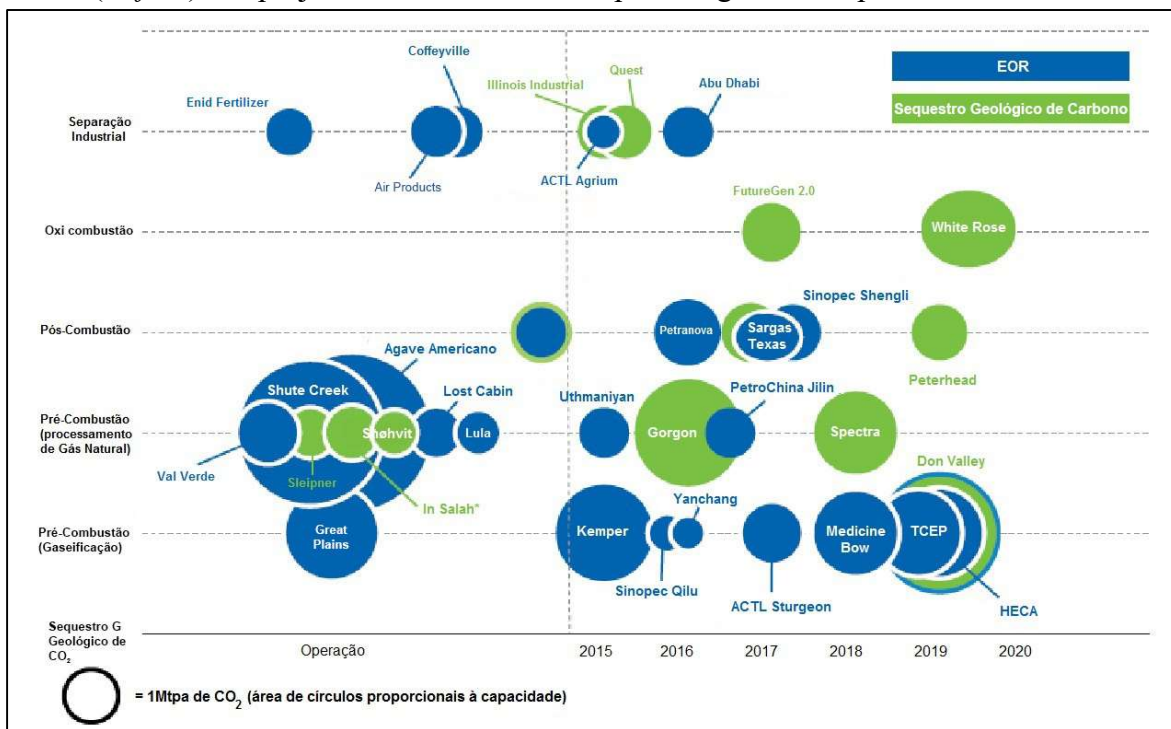 Coffeyville
Illinois Industrial
Quest
Abu Dhabi
EOR
Sequestro Geológico de Carbono
Enid Fertilizer
Separação
Industrial
Air Products
ACTL Agrium
FutureGen 2.0
Oxi combustão
White Rose
Sinopec Shengli
Pós-Combustão
Petranova
Sargas
Texas
Agave Americano
Peterhead
Shute Creek
Lost Cabin
Uthmaniyan
PetroChina Jilin
Pré-Combustão
(processamento
de Gás Natural)
Snøhvit
Lula
Gorgon
Spectra
Val Verde
Sleipner
In Salah*
Don Valley
Yanchang
Pré-Combustão
(Gaseificação)
Great
Plains
Kemper
Medicine
Bow
TCEP
Sinopec Qilu
ACTL Sturgeon
HECA
Sequestro G
Geológico de
CO₂
Operação
2015
2016
2017
2018
2019
2020
= 1Mtpa de CO₂ (área de círculos proporcionais à capacidade)